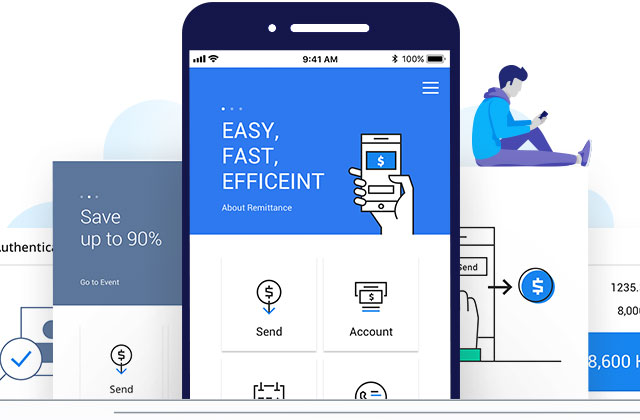 9:41 AM
100%
EASY,
FAST,
EFFICEINT
About Remittance
$
Send
$
Account
$
Save
up to 90%
Go to Event
$
Send
uthentica
Send
$
1235.
8,00
8,600